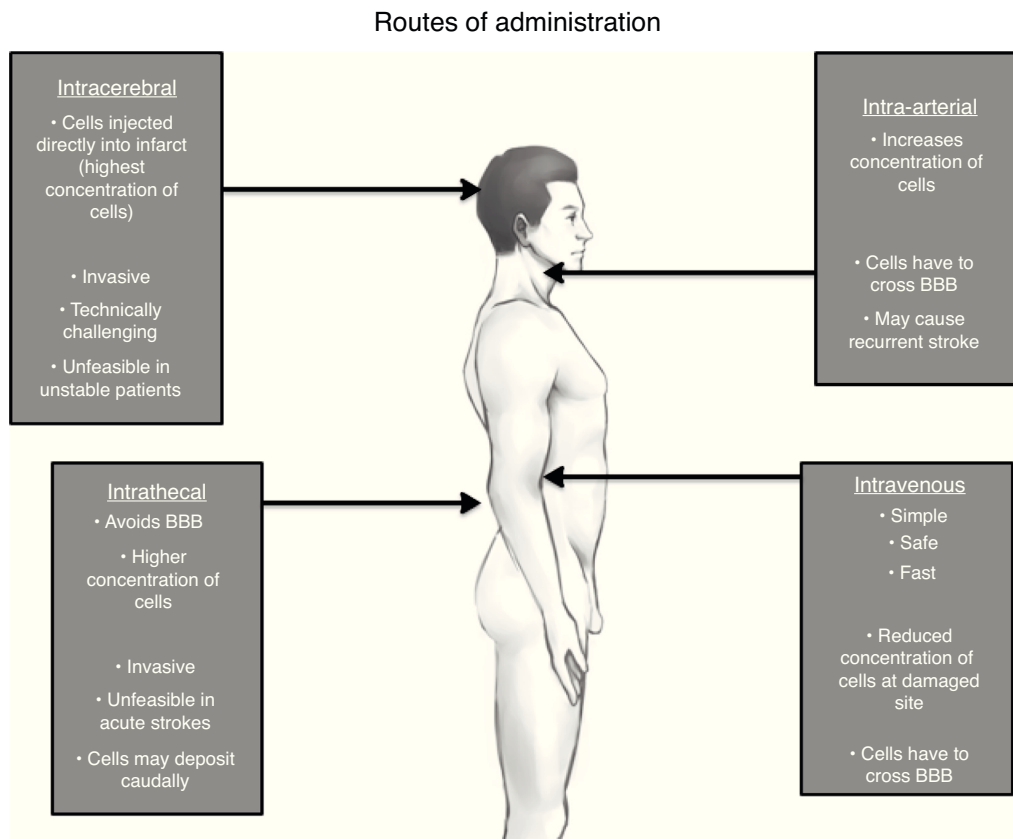 Routes of administration
Intracerebral
• Cells injected
directly into infarct
(highest
concentration of
cells)
• Invasive
• Technically
challenging
• Unfeasible in
unstable patients
Intra-arterial
• Increases
concentration of
cells
• Cells have to
cross BBB
• May cause
recurrent stroke
Intrathecal
• Avoids BBB
• Higher
concentration of
cells
• Invasive
• Unfeasible in
acute strokes
• Cells may deposit
caudally
Intravenous
• Simple
• Safe
• Fast
• Reduced
concentration of
cells at damaged
site
• Cells have to
cross BBB